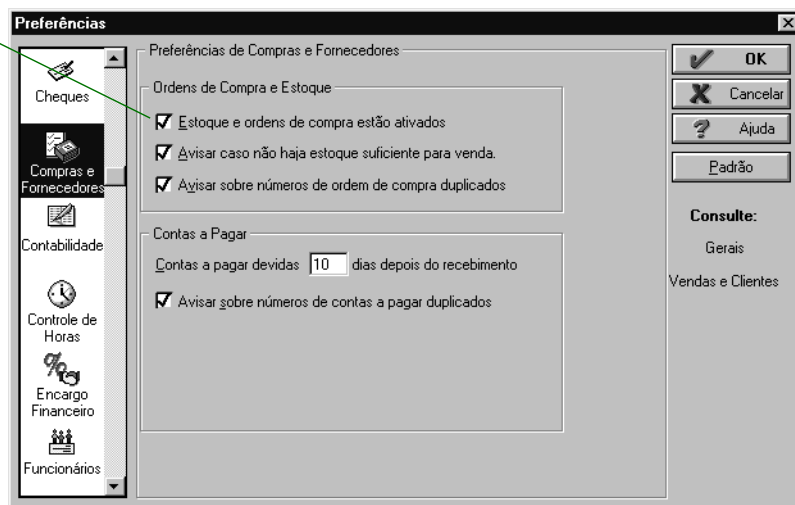 Preferências
Cheques
Compras e
Fornecedores
Contabilidade
Controle de
Horas
Encargo
Financeiro
Funcionários
Preferências de Compras e Fornecedores
Ordens de Compra e Estoque
Estoque e ordens de compra estão ativados
Avisar caso não haja estoque suficiente para venda.
Avisar sobre números de ordem de compra duplicados
Contas a Pagar
Contas a pagar devidas 10 dias depois do recebimento
Avisar sobre números de contas a pagar duplicados
OK
Cancelar
Ajuda
Padrão
Consulte:
Gerais
Vendas e Clientes